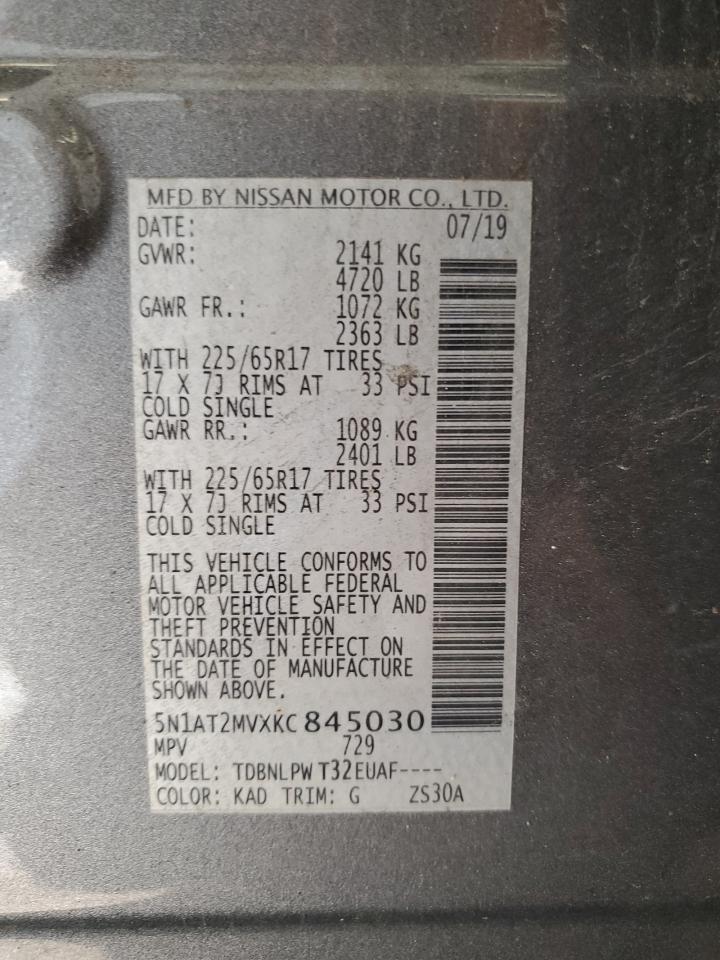 MFD BY NISSAN MOTOR CO., LTD.
DATE: 07/19
GVWR: 2141 KG
4720 LB
GAWR FR.: 1072 KG
2363 LB
WITH 225/65R17 TIRES
17 X 7J RIMS AT 33 PSI
COLD SINGLE
GAWR RR.: 1089 KG
2401 LB
WITH 225/65R17 TIRES
17 X 7J RIMS AT 33 PSI
COLD SINGLE
THIS VEHICLE CONFORMS TO
ALL APPLICABLE FEDERAL
MOTOR VEHICLE SAFETY AND
THEFT PREVENTION
STANDARDS IN EFFECT ON
THE DATE OF MANUFACTURE
SHOWN ABOVE.
5N1AT2MVXKC845030
MPV 729
MODEL: TDBNLPW T32EUAF----
COLOR: KAD TRIM: G ZS30A